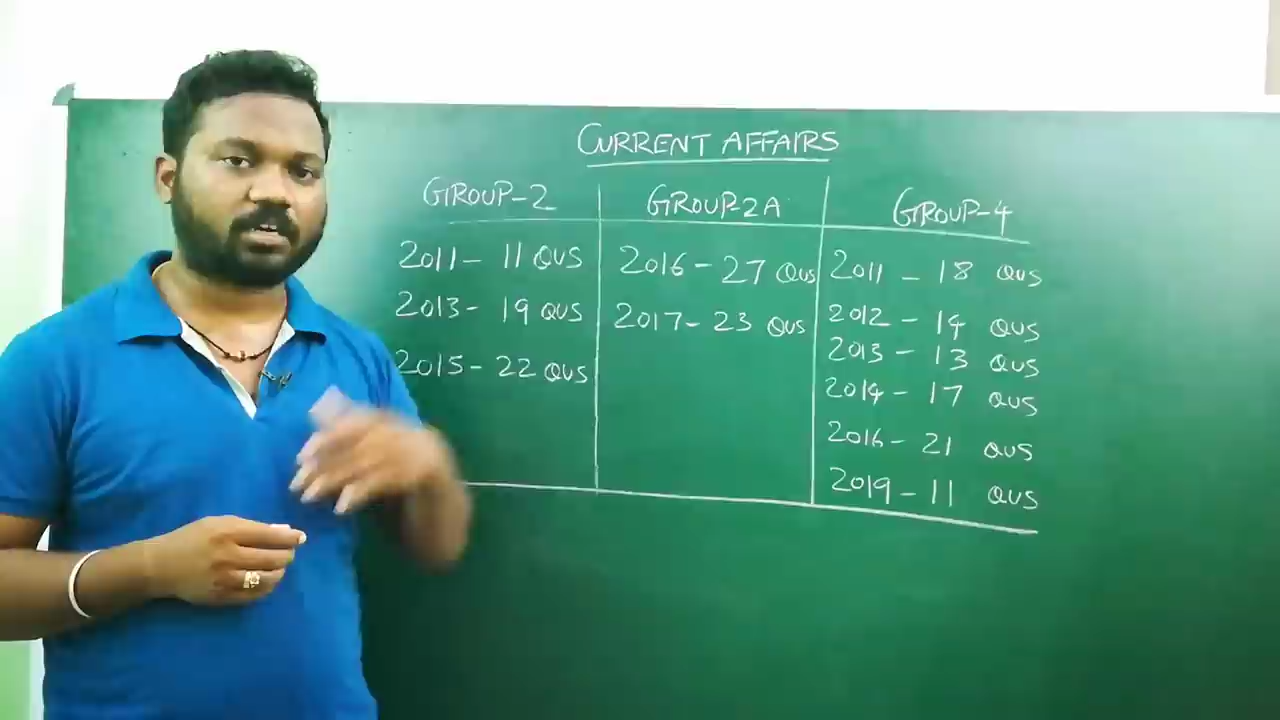 CURRENT AFFAIRS
GROUP-2
2011- 11 QUS
2013- 19 QUS
2015- 22 QUS
GROUP-2A
2016-27 QUS
2017-23 QUS
GROUP-4
2011 - 18 QUS
2012 - 14 QUS
2013 - 13 QUS
2014 - 17 QUS
2016- 21 QUS
2019-11 QUS